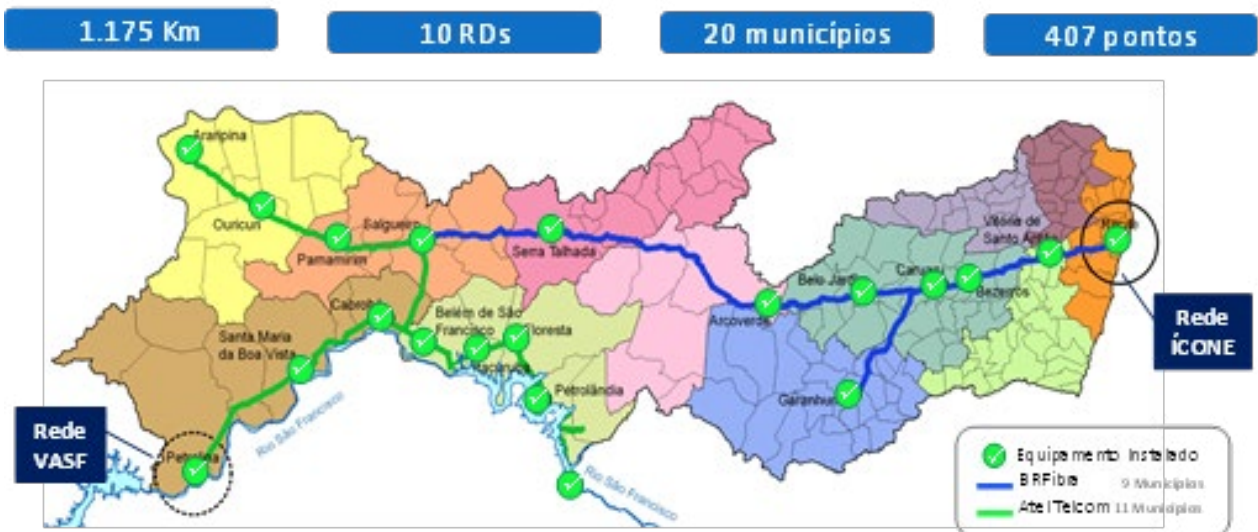 1.175 Km
10 RDs
20 municípios
407 pontos
Araripina
Ouricuri
Parnamirim
Salgueiro
Serra Talhada
Cabrobó
Belém de São
Francisco
Floresta
Itacuruba
Santa Maria
da Boa Vista
Petrolândia
Petrolina
Rio São Francisco
Rio São Francisco
Arcoverde
Belo Jardim
Caruaru
Bezerros
Vitória de
Santo Antão
Recife
Garanhuns
Rede
ÍCONE
Rede
VASF
Equipamento Instalado
BRFibra 9 Municípios
Atel Telcom 11 Municípios